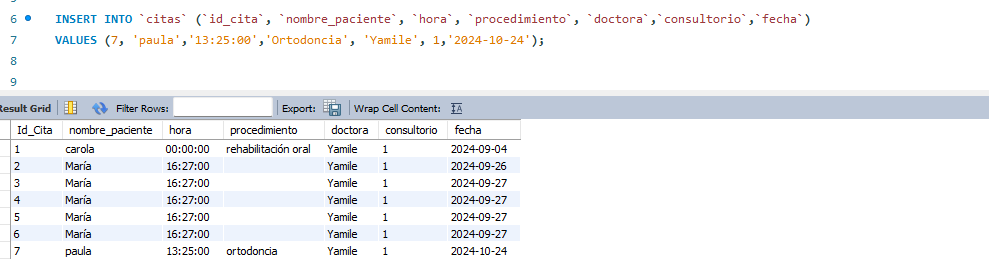 6 INSERT INTO `citas` (`id_cita`, `nombre_paciente`, `hora`, `procedimiento`, `doctora`,`consultorio`,`fecha`)
7 VALUES (7, 'paula','13:25:00','Ortodoncia', 'Yamile', 1,'2024-10-24');
8
9
Result Grid Filter Rows: Export: Wrap Cell Content:
Id_Cita nombre_paciente hora procedimiento doctora consultorio fecha
1 carola 00:00:00 rehabilitación oral Yamile 1 2024-09-04
2 María 16:27:00 Yamile 1 2024-09-26
3 María 16:27:00 Yamile 1 2024-09-27
4 María 16:27:00 Yamile 1 2024-09-27
5 María 16:27:00 Yamile 1 2024-09-27
6 María 16:27:00 Yamile 1 2024-09-27
7 paula 13:25:00 ortodoncia Yamile 1 2024-10-24